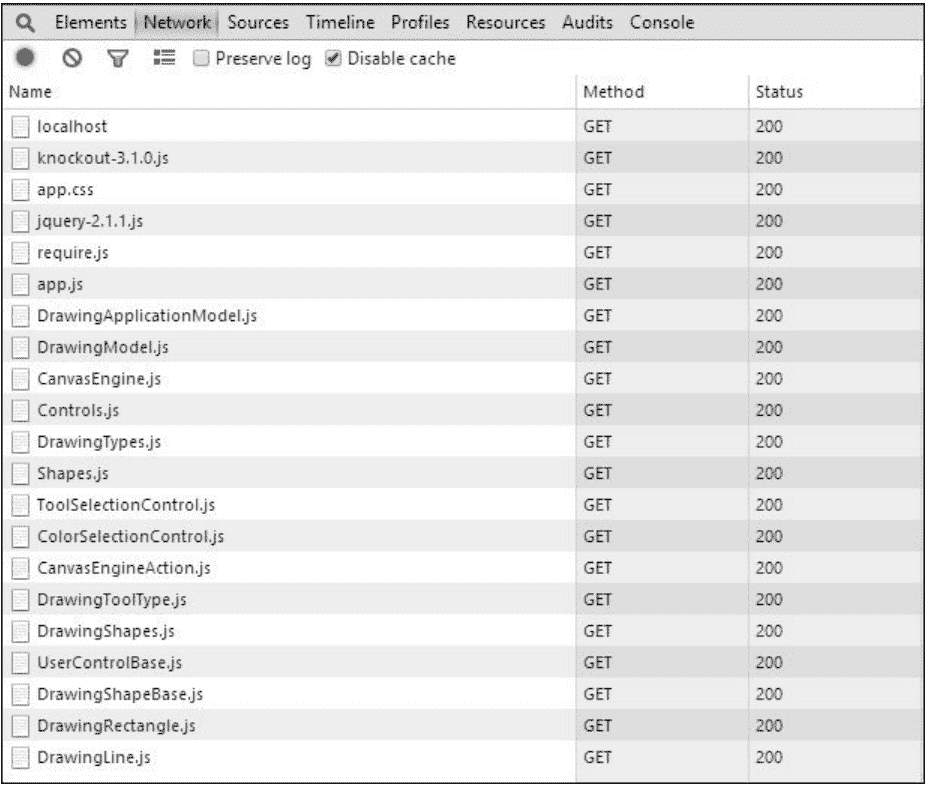 Elements Network Sources Timeline Profiles Resources Audits Console
Preserve log Disable cache
Name Method Status
localhost GET 200
knockout-3.1.0.js GET 200
app.css GET 200
jquery-2.1.1.js GET 200
require.js GET 200
app.js GET 200
DrawingApplicationModel.js GET 200
DrawingModel.js GET 200
CanvasEngine.js GET 200
Controls.js GET 200
DrawingTypes.js GET 200
Shapes.js GET 200
ToolSelectionControl.js GET 200
ColorSelectionControl.js GET 200
CanvasEngineAction.js GET 200
DrawingToolType.js GET 200
DrawingShapes.js GET 200
UserControlBase.js GET 200
DrawingShapeBase.js GET 200
DrawingRectangle.js GET 200
DrawingLine.js GET 200